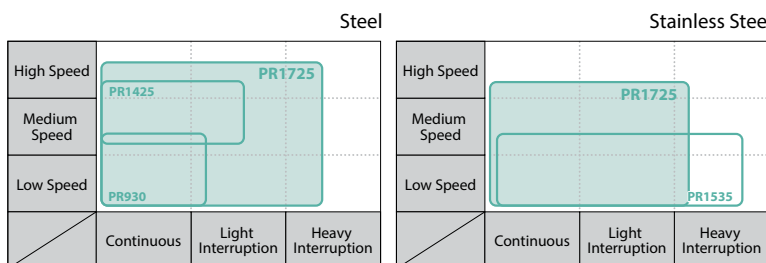 Steel
High Speed
Medium
Speed
Low Speed
PR1725
PR1425
PR930
Continuous
Light
Interruption
Heavy
Interruption
Stainless Stee
High Speed
Medium
Speed
Low Speed
PR1725
PR1535
Continuous
Light
Interruption
Heavy
Interruption